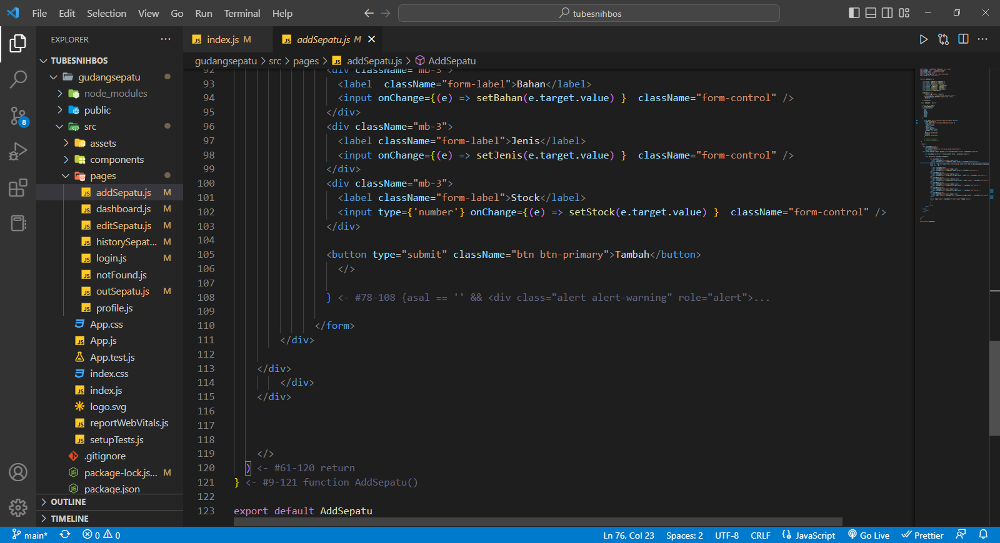 File Edit Selection View Go Run Terminal Help
tubesnihbos
EXPLORER
TUBESNIHBOS
gudangsepatu
node_modules
public
src
assets
components
pages
addSepatu.js M
dashboard.js M
editSepatu.js M
historySepat... M
login.js M
notFound.js
outSepatu.js M
profile.js
App.css
App.js
App.test.js
index.css
index.js
logo.svg
reportWebVitals.js
setupTests.js
.gitignore
package-lock.js... M
package.json
OUTLINE
TIMELINE
8
index.js M
addSepatu.js M
gudangsepatu > src > pages > JS addSepatu.js > AddSepatu
92 <div className="mb-3">
93 <label  className="form-label">Bahan</label>
94 <input onChange={(e) => setBahan(e.target.value) }  className="form-control" />
95 </div>
96 <div className="mb-3">
97 <label className="form-label">Jenis</label>
98 <input onChange={(e) => setJenis(e.target.value) }  className="form-control" />
99 </div>
100 <div className="mb-3">
101 <label className="form-label">Stock</label>
102 <input type={'number'} onChange={(e) => setStock(e.target.value) }  className="form-control" />
103 </div>
104
105 <button type="submit" className="btn btn-primary">Tambah</button>
106 </>
107
108 } <- #78-108 {asal == '' && <div class="alert alert-warning" role="alert">...
109
110 </form>
111 </div>
112
113 </div>
114 </div>
115 </div>
116
117
118
119 </>
120 ) <- #61-120 return
121 } <- #9-121 function AddSepatu()
122
123 export default AddSepatu
main* 0 0 Ln 76, Col 23 Spaces: 2 UTF-8 CRLF JavaScript Go Live Prettier